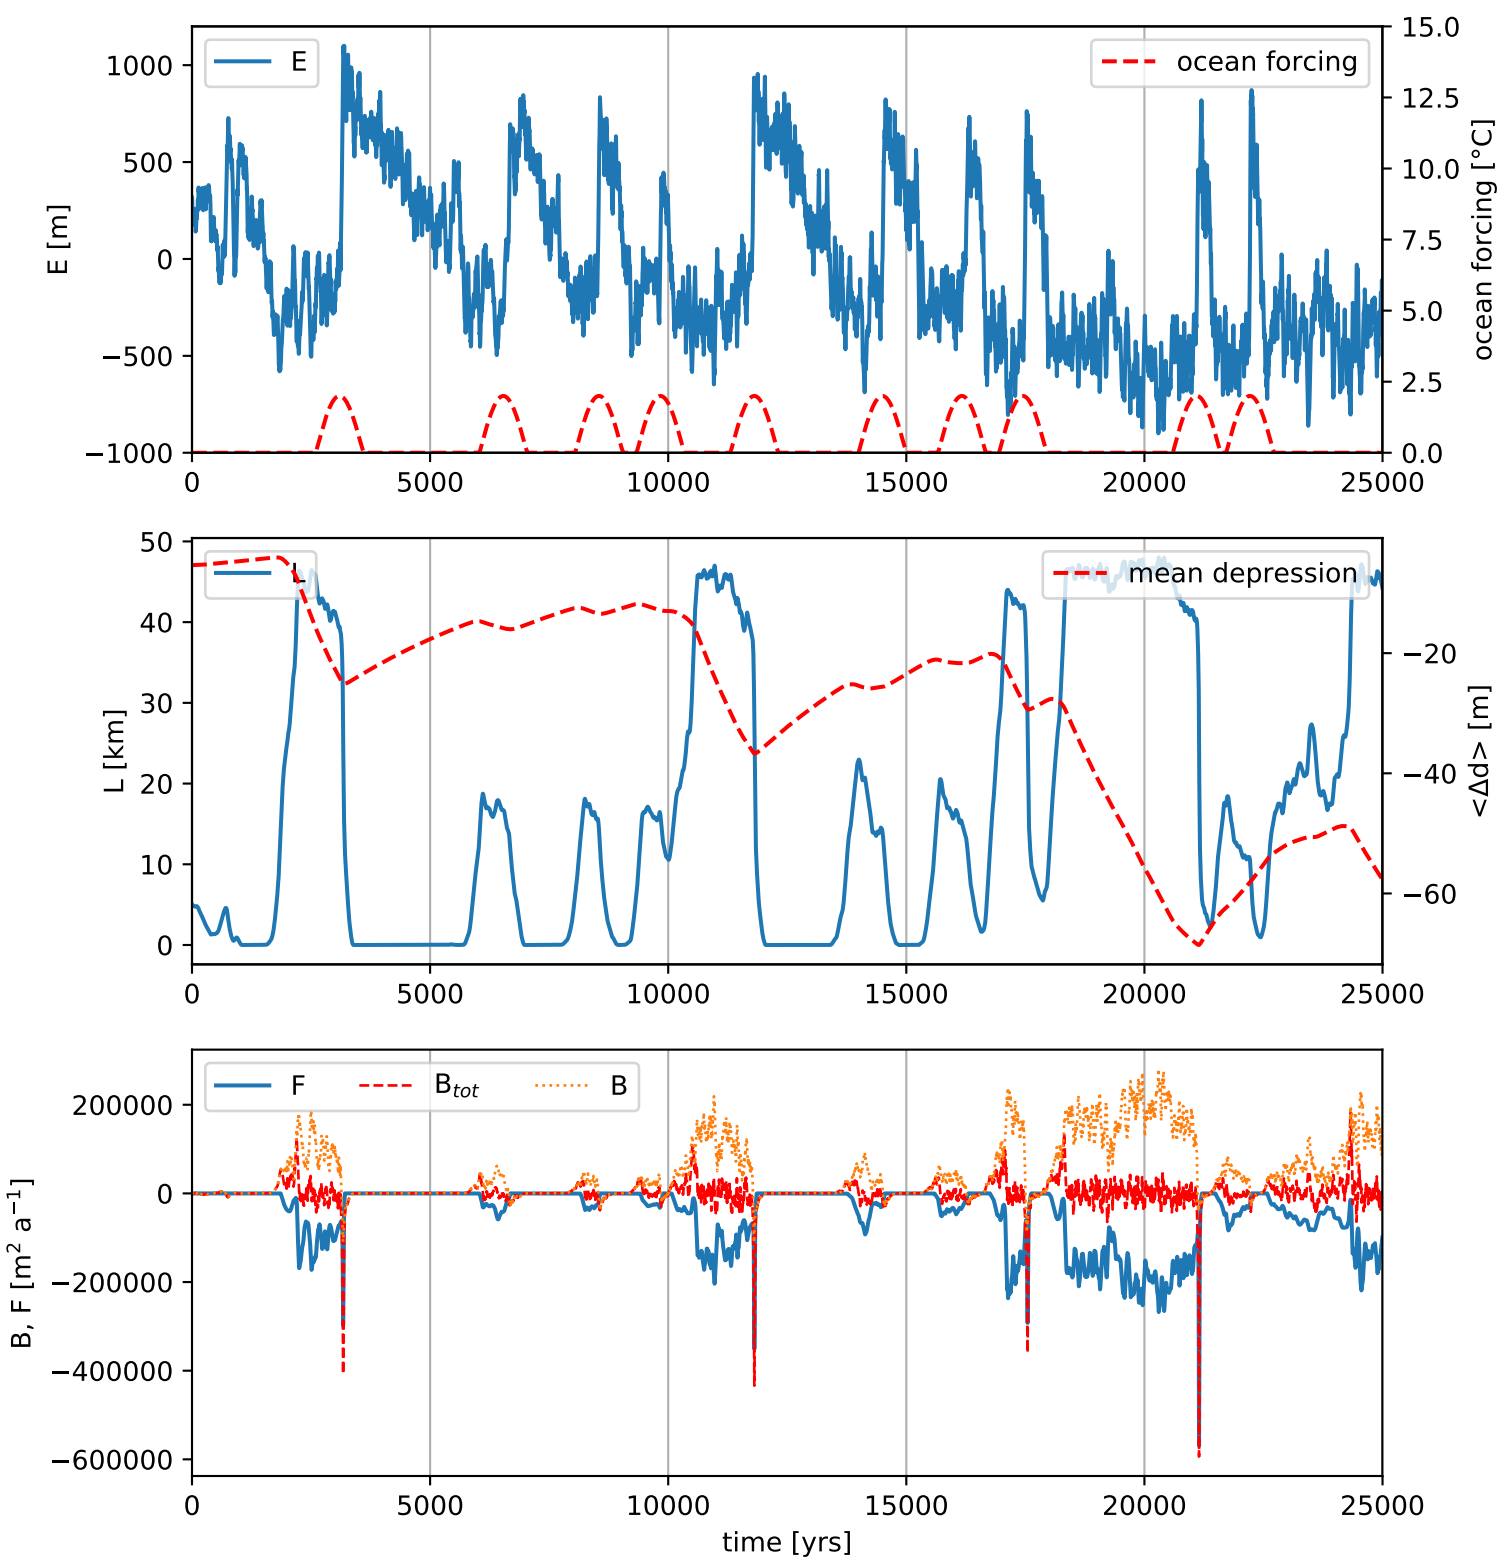 E
ocean forcing
1000
500
0
−500
−1000
E [m]
15.0
12.5
10.0
7.5
5.0
2.5
0.0
ocean forcing [°C]
0 5000 10000 15000 20000 25000
L
mean depression
50
40
30
20
10
0
L [km]
−20
−40
−60
<Δd> [m]
0 5000 10000 15000 20000 25000
F B_{tot} B
200000
0
−200000
−400000
−600000
B, F [m² a⁻¹]
0 5000 10000 15000 20000 25000
time [yrs]